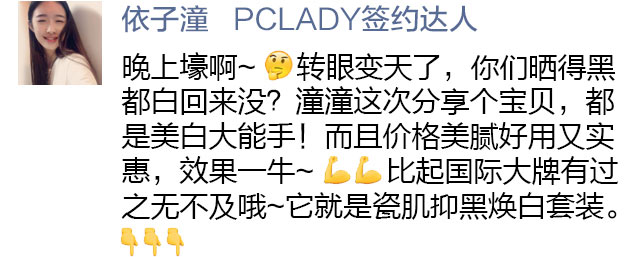 依子潼 PCLADY签约达人
晚上壕啊~ 🤔转眼变天了，你们晒得黑
都白回来没？潼潼这次分享个宝贝，都
是美白大能手！而且价格美腻好用又实
惠，效果一牛~ 💪💪比起国际大牌有过
之无不及哦~它就是瓷肌抑黑焕白套装。
👇👇👇